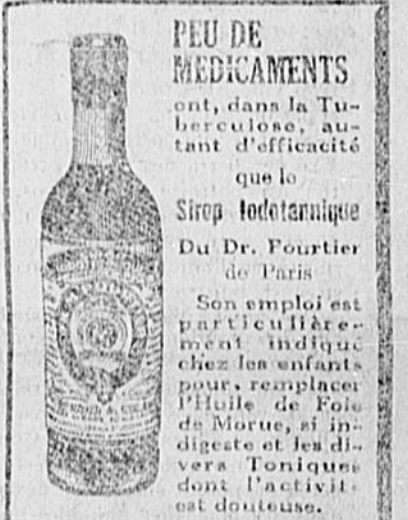 PEU DE
MEDICAMENTS
ont, dans la Tu-
berculose, au-
tant d'efficacité
que le
Sirop Iodotannique
Du Dr. Fourtier
de Paris
Son emploi est
particulière-
ment indiqué
chez les enfants
pour, remplacer
l'Huile de Foie
de Morue, si in-
digeste et les di-
vers Toniques
dont l'activit
est douteuse.